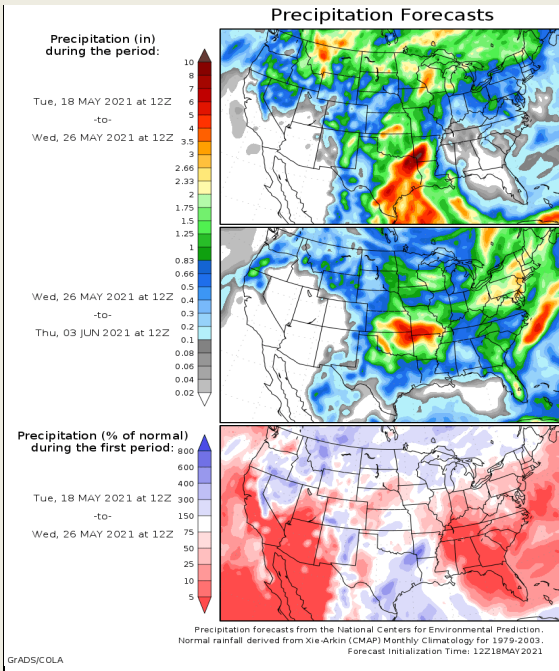 Precipitation Forecasts
Precipitation (in)
during the period:
Tue, 18 MAY 2021 at 12Z
-to-
Wed, 26 MAY 2021 at 12Z
10
8
7
6
5
4
3.5
3
2.66
2.33
2
1.75
1.5
1.25
1
0.83
0.66
0.5
0.4
0.3
0.2
0.1
0.08
0.06
0.04
0.02
Wed, 26 MAY 2021 at 12Z
-to-
Thu, 03 JUN 2021 at 12Z
Precipitation (% of normal)
during the first period:
Tue, 18 MAY 2021 at 12Z
-to-
Wed, 26 MAY 2021 at 12Z
800
600
400
300
150
75
50
25
10
5
Precipitation forecasts from the National Centers for Environmental Prediction.
Normal rainfall derived from Xie-Arkin (CMAP) Monthly Climatology for 1979-2003.
Forecast Initialization Time: 12Z18MAY2021
GrADS/COLA